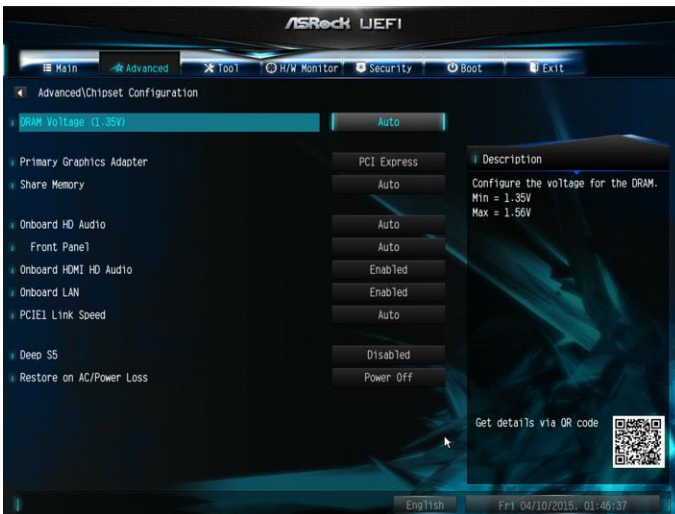 ASRock UEFI
Main Advanced Tool H/W Monitor Security Boot Exit
Advanced\Chipset Configuration
DRAM Voltage (1.35V) Auto
Primary Graphics Adapter PCI Express
Share Memory Auto
Onboard HD Audio Auto
Front Panel Auto
Onboard HDMI HD Audio Enabled
Onboard LAN Enabled
PCIE1 Link Speed Auto
Deep S5 Disabled
Restore on AC/Power Loss Power Off
Description
Configure the voltage for the DRAM.
Min = 1.35V
Max = 1.56V
Get details via QR code
English Fri 04/10/2015. 01:46:37